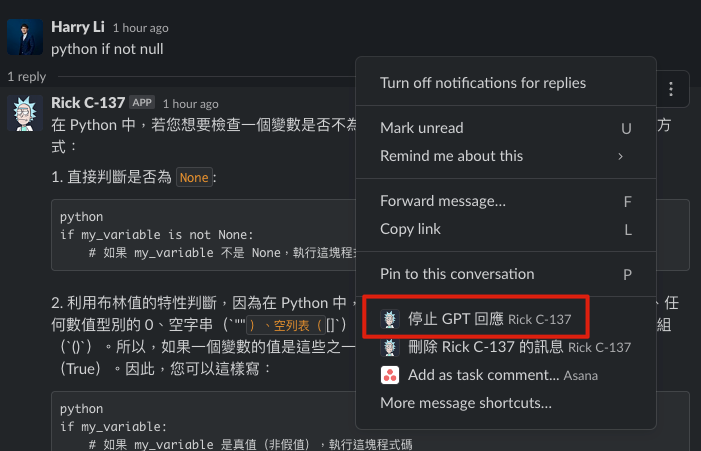 Harry Li 1 hour ago
python if not null
1 reply
Rick C-137 APP 1 hour ago
在 Python 中，若您想要檢查一個變數是否不為
方
式：
1. 直接判斷是否為 None:
python
if my_variable is not None:
# 如果 my_variable 不是 None，執行這塊程式
2. 利用布林值的特性判斷，因為在 Python 中，
、任
何數值型別的 0、空字串（`""`）、空列表（`[]`）
組
（`()`）。所以，如果一個變數的值是這些之一
（True）。因此，您可以這樣寫：
python
if my_variable:
# 如果 my_variable 是真值（非假值），執行這塊程式碼
Turn off notifications for replies
Mark unread U
Remind me about this
Forward message... F
Copy link L
Pin to this conversation P
停止 GPT 回應 Rick C-137
刪除 Rick C-137 的訊息 Rick C-137
Add as task comment... Asana
More message shortcuts...